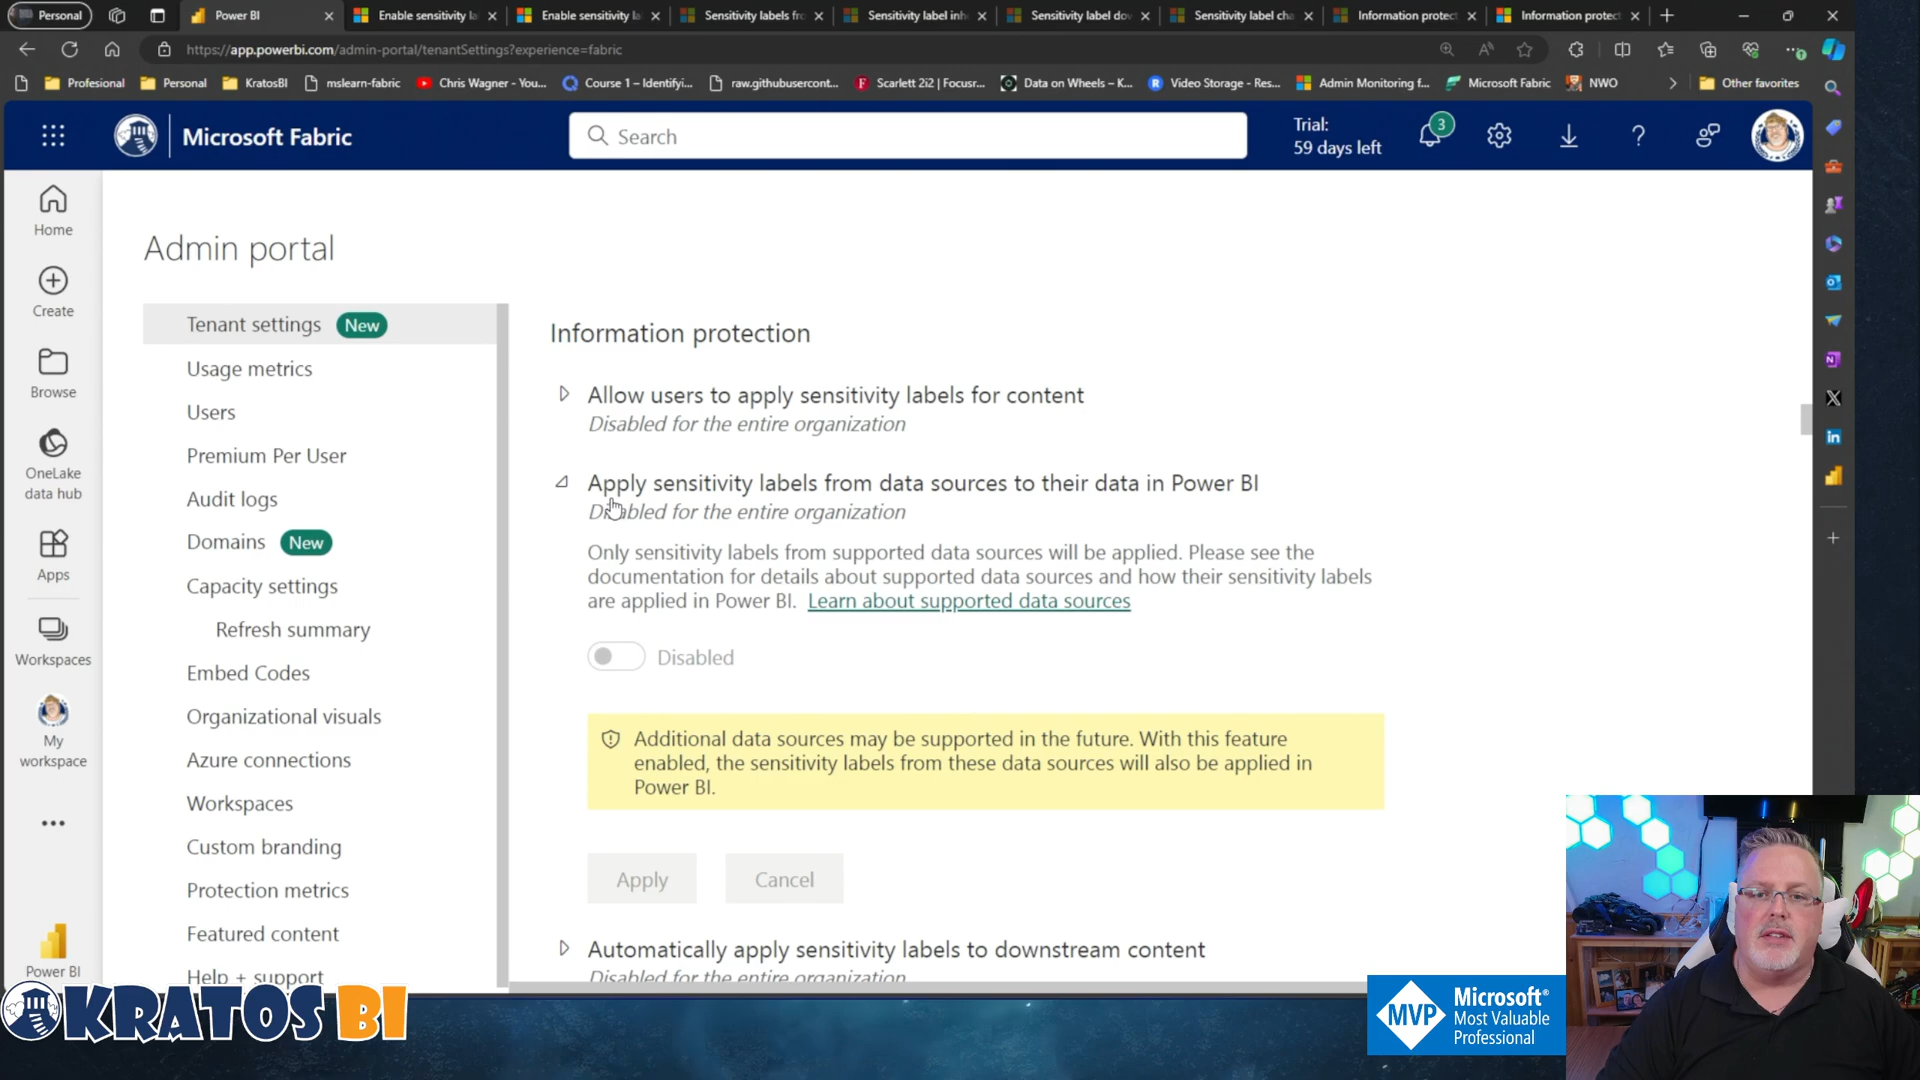 Personal
Power BI
Enable sensitivity la
Enable sensitivity la
Sensitivity labels fro
Sensitivity label inh
Sensitivity label dow
Sensitivity label cha
Information protect
Information protect
https://app.powerbi.com/admin-portal/tenantSettings?experience=fabric
Profesional
Personal
KratosBI
mslearn-fabric
Chris Wagner - You...
Course 1 – Identifyi...
raw.githubusercont...
Scarlett 2i2 | Focusr...
Data on Wheels – K...
Video Storage - Res...
Admin Monitoring f...
Microsoft Fabric
NWO
Other favorites
Microsoft Fabric
Search
Trial:
59 days left
3
Home
Create
Browse
OneLake
data hub
Apps
Workspaces
My
workspace
Power BI
Admin portal
Tenant settings New
Usage metrics
Users
Premium Per User
Audit logs
Domains New
Capacity settings
Refresh summary
Embed Codes
Organizational visuals
Azure connections
Workspaces
Custom branding
Protection metrics
Featured content
Help + support
Information protection
Allow users to apply sensitivity labels for content
Disabled for the entire organization
Apply sensitivity labels from data sources to their data in Power BI
Disabled for the entire organization
Only sensitivity labels from supported data sources will be applied. Please see the
documentation for details about supported data sources and how their sensitivity labels
are applied in Power BI. Learn about supported data sources
Disabled
Additional data sources may be supported in the future. With this feature
enabled, the sensitivity labels from these data sources will also be applied in
Power BI.
Apply
Cancel
Automatically apply sensitivity labels to downstream content
Disabled for the entire organization
KRATOS BI
MVP
Microsoft®
Most Valuable
Professional